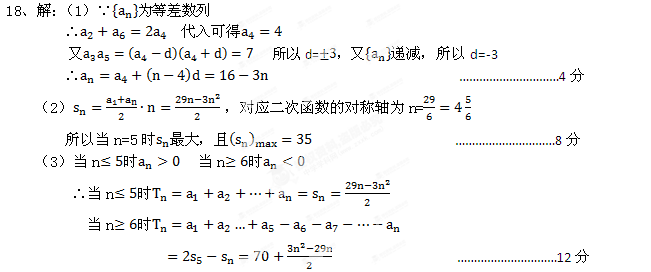 18、解：（1）∵{aₙ}为等差数列
∴a₂ + a₆ = 2a₄ 代入可得a₄ = 4
又a₃a₅ = (a₄ − d)(a₄ + d) = 7 所以 d=±3，又{aₙ}递减，所以 d=-3
∴aₙ = a₄ + (n − 4)d = 16 − 3n ..............................4 分
（2）sₙ = (a₁+aₙ)/2 · n = (29n−3n²)/2 ，对应二次函数的对称轴为 n=29/6 = 4 5/6
所以当 n=5 时sₙ最大，且(sₙ)ₘₐₓ = 35 ..............................8 分
（3）当 n≤ 5时aₙ > 0 当 n≥ 6时aₙ < 0
∴当 n≤ 5时Tₙ = a₁ + a₂ + ⋯ + aₙ = sₙ = (29n−3n²)/2
当 n≥ 6时Tₙ = a₁ + a₂ … + a₅ − a₆ − a₇ − ⋯ -- aₙ
= 2s₅ − sₙ = 70 + (3n²−29n)/2 ..............................12 分